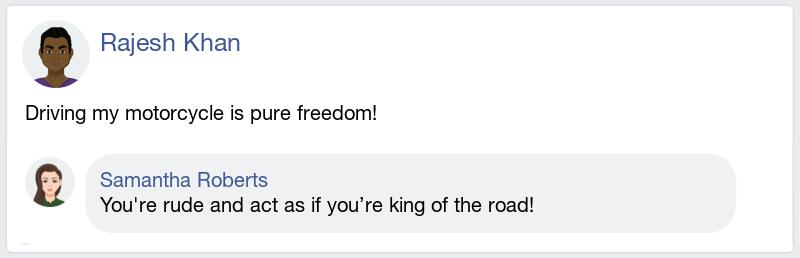 Rajesh Khan
Driving my motorcycle is pure freedom!
Samantha Roberts
You're rude and act as if you’re king of the road!